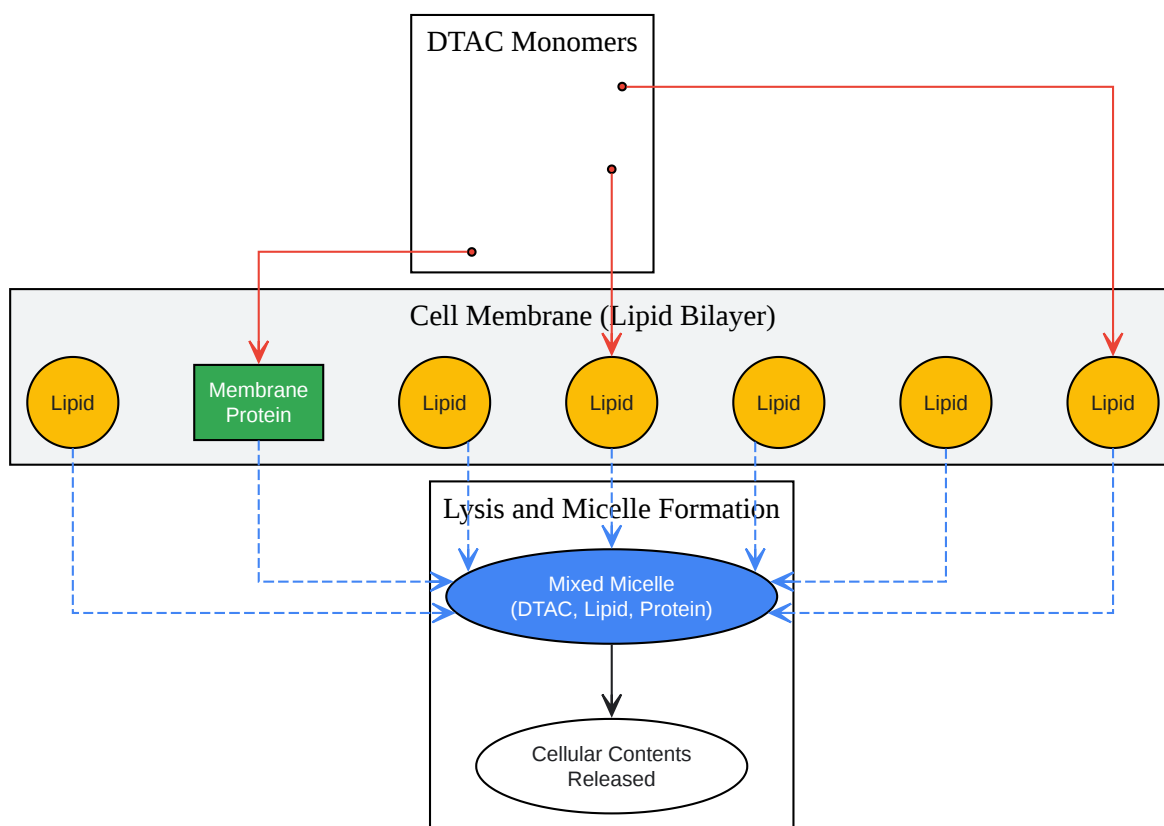 DTAC Monomers
Cell Membrane (Lipid Bilayer)
Lipid
Membrane
Protein
Lipid
Lipid
Lipid
Lipid
Lipid
Lysis and Micelle Formation
Mixed Micelle
(DTAC, Lipid, Protein)
Cellular Contents
Released